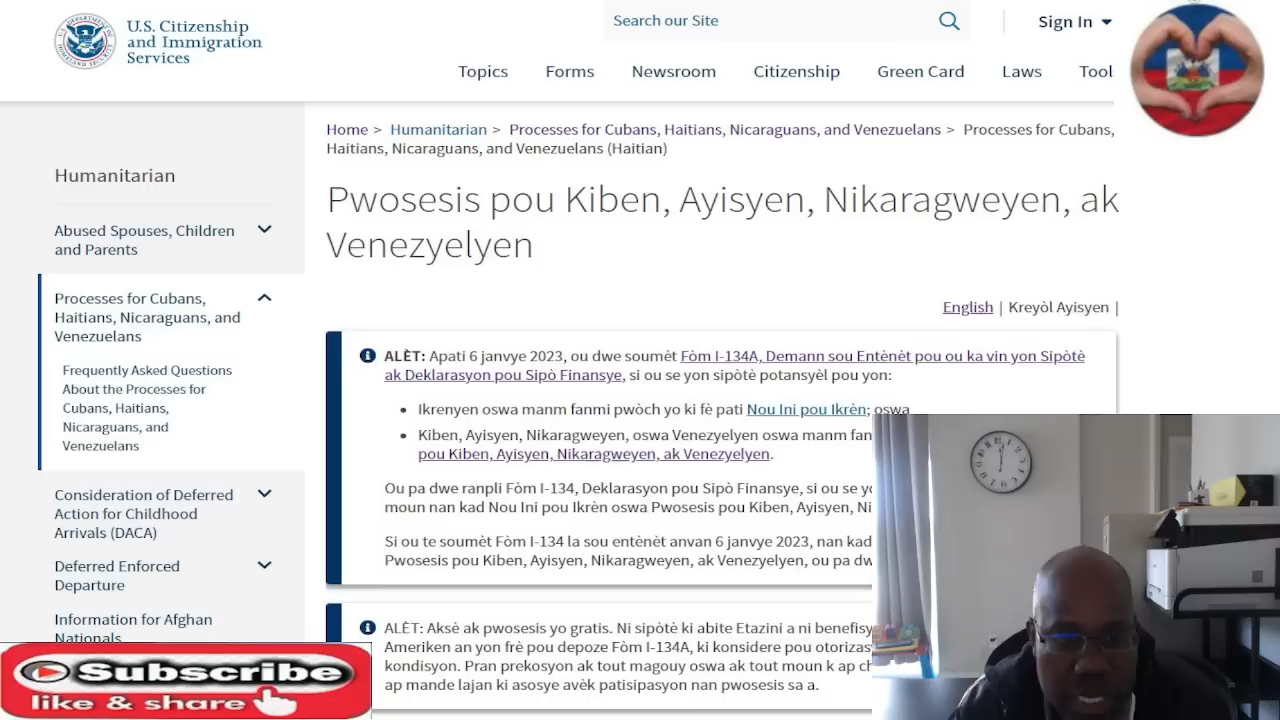 U.S. Citizenship
and Immigration
Services
Search our Site
Sign In
Topics
Forms
Newsroom
Citizenship
Green Card
Laws
Tool
Home > Humanitarian > Processes for Cubans, Haitians, Nicaraguans, and Venezuelans > Processes for Cubans,
Haitians, Nicaraguans, and Venezuelans (Haitian)
Humanitarian
Abused Spouses, Children
and Parents
Processes for Cubans,
Haitians, Nicaraguans, and
Venezuelans
Frequently Asked Questions
About the Processes for
Cubans, Haitians,
Nicaraguans, and
Venezuelans
Consideration of Deferred
Action for Childhood
Arrivals (DACA)
Deferred Enforced
Departure
Information for Afghan
Nationals
Pwosesis pou Kiben, Ayisyen, Nikaragweyen, ak
Venezyelyen
English | Kreyòl Ayisyen |
ALÈT: Apati 6 janvye 2023, ou dwe soumèt Fòm I-134A, Demann sou Entènèt pou ou ka vin yon Sipòtè
ak Deklarasyon pou Sipò Finansye, si ou se yon sipòtè potansyèl pou yon:
• Ikrenyen oswa manm fanmi pwòch yo ki fè pati Nou Ini pou Ikrèn; oswa
• Kiben, Ayisyen, Nikaragweyen, oswa Venezyelyen oswa manm fan
pou Kiben, Ayisyen, Nikaragweyen, ak Venezyelyen.
Ou pa dwe ranpli Fòm I-134, Deklarasyon pou Sipò Finansye, si ou se yo
moun nan kad Nou Ini pou Ikrèn oswa Pwosesis pou Kiben, Ayisyen, Ni
Si ou te soumèt Fòm I-134 la sou entènèt anvan 6 janvye 2023, nan kad
Pwosesis pou Kiben, Ayisyen, Nikaragweyen, ak Venezyelyen, ou pa dw
ALÈT: Aksè ak pwosesis yo gratis. Ni sipòtè ki abite Etazini a ni benefisy
Ameriken an yon frè pou depoze Fòm I-134A, ki konsidere pou otorizas
kondisyon. Pran prekosyon ak tout magouy oswa ak tout moun k ap ch
ap mande lajan ki asosye avèk patisipasyon nan pwosesis sa a.
Subscribe
like & share